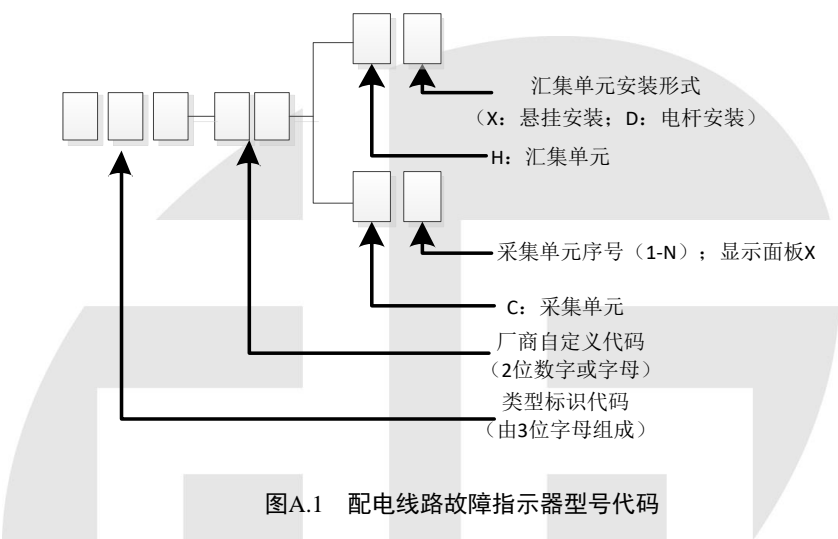 汇集单元安装形式
（X：悬挂安装；D：电杆安装）
H：汇集单元
采集单元序号（1-N）；显示面板X
C：采集单元
厂商自定义代码
（2位数字或字母）
类型标识代码
（由3位字母组成）
图A.1 配电线路故障指示器型号代码